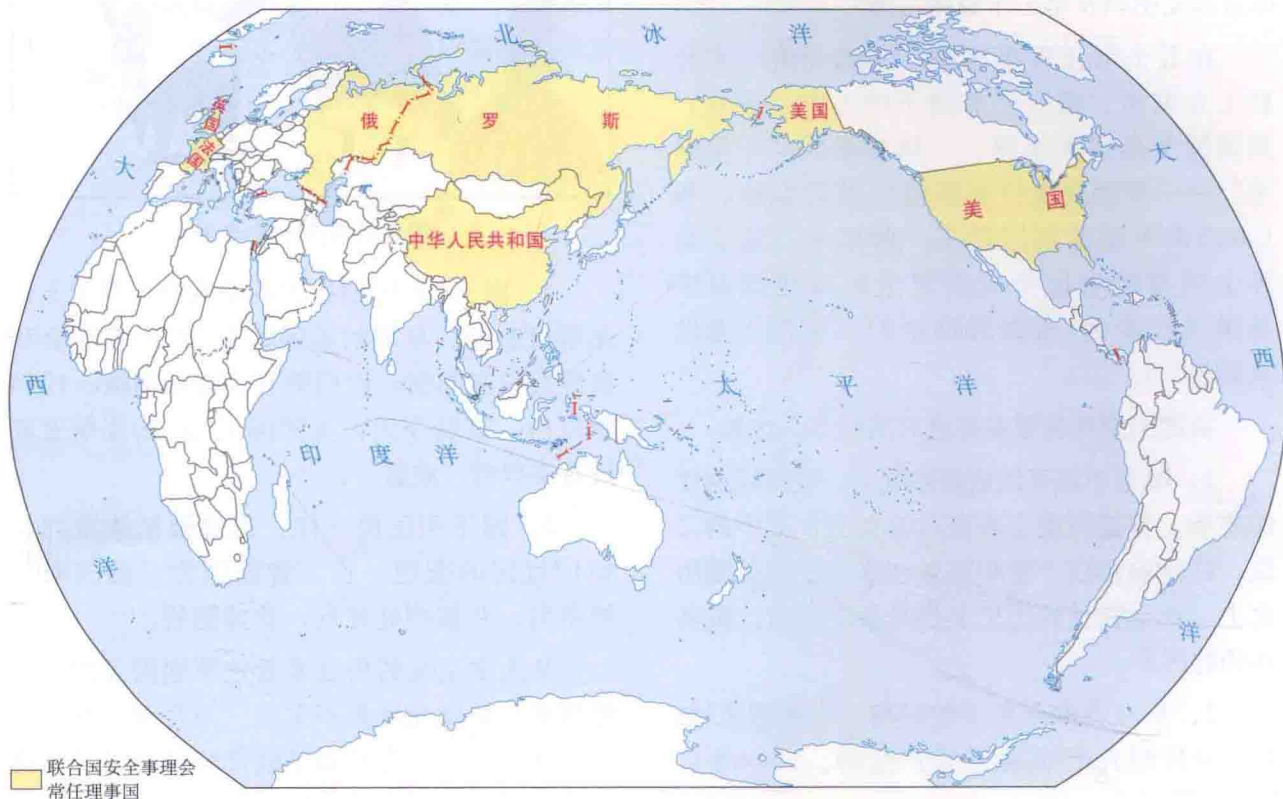 北 冰 洋
英国
法国
俄 罗 斯
美国
大
大
美 国
中华人民共和国
西
太 平 洋
西
印 度 洋
洋
洋
联合国安全事理会
常任理事国